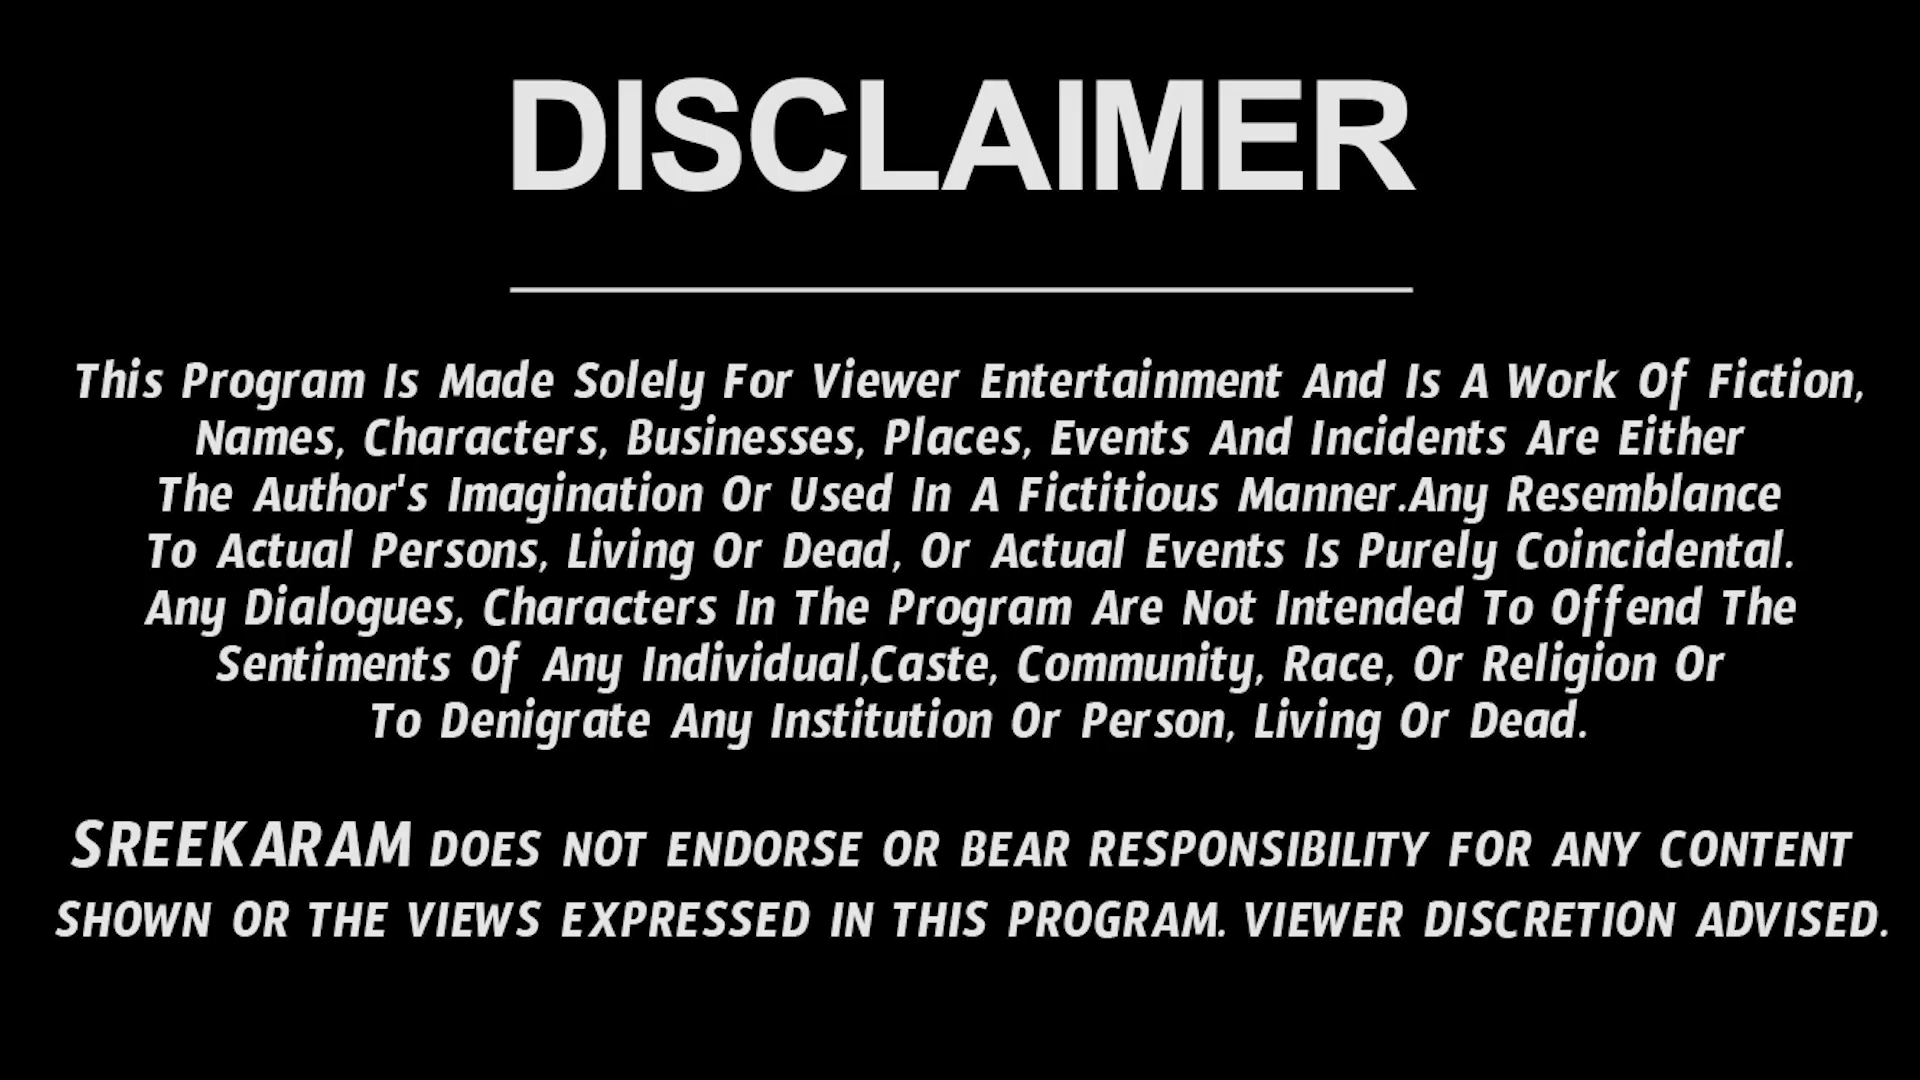 DISCLAIMER
This Program Is Made Solely For Viewer Entertainment And Is A Work Of Fiction,
Names, Characters, Businesses, Places, Events And Incidents Are Either
The Author's Imagination Or Used In A Fictitious Manner.Any Resemblance
To Actual Persons, Living Or Dead, Or Actual Events Is Purely Coincidental.
Any Dialogues, Characters In The Program Are Not Intended To Offend The
Sentiments Of Any Individual,Caste, Community, Race, Or Religion Or
To Denigrate Any Institution Or Person, Living Or Dead.
SREEKARAM DOES NOT ENDORSE OR BEAR RESPONSIBILITY FOR ANY CONTENT
SHOWN OR THE VIEWS EXPRESSED IN THIS PROGRAM. VIEWER DISCRETION ADVISED.